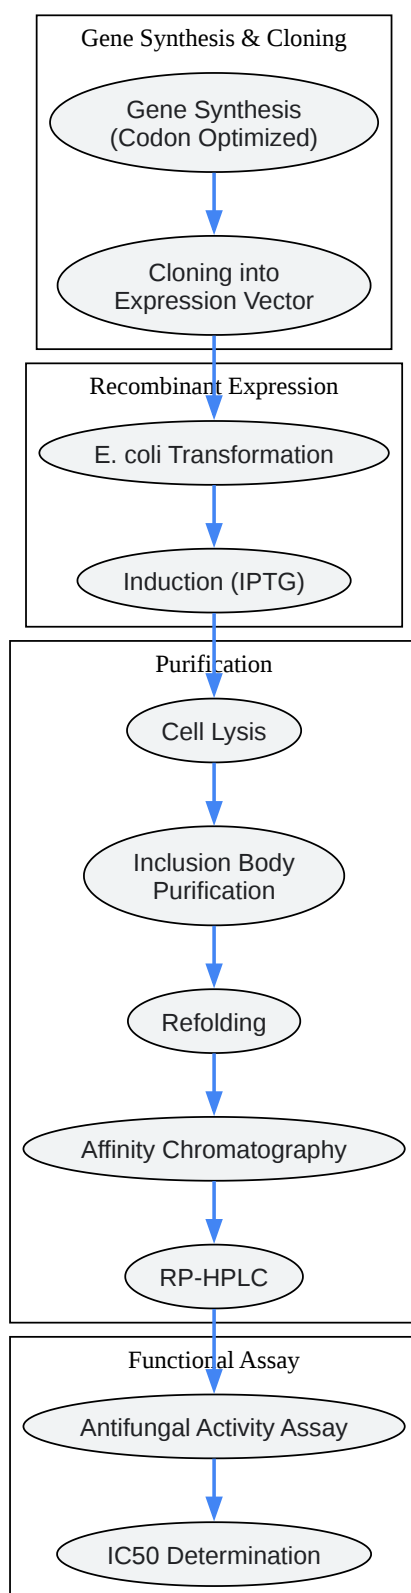 Gene Synthesis & Cloning
Gene Synthesis
(Codon Optimized)
Cloning into
Expression Vector
Recombinant Expression
E. coli Transformation
Induction (IPTG)
Purification
Cell Lysis
Inclusion Body
Purification
Refolding
Affinity Chromatography
RP-HPLC
Functional Assay
Antifungal Activity Assay
IC50 Determination